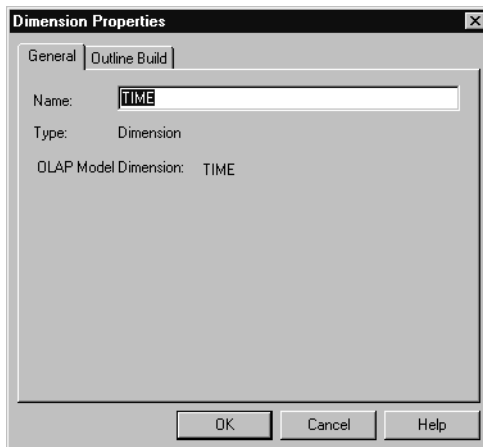 Dimension Properties
General Outline Build
Name: TIME
Type: Dimension
OLAP Model Dimension: TIME
OK Cancel Help